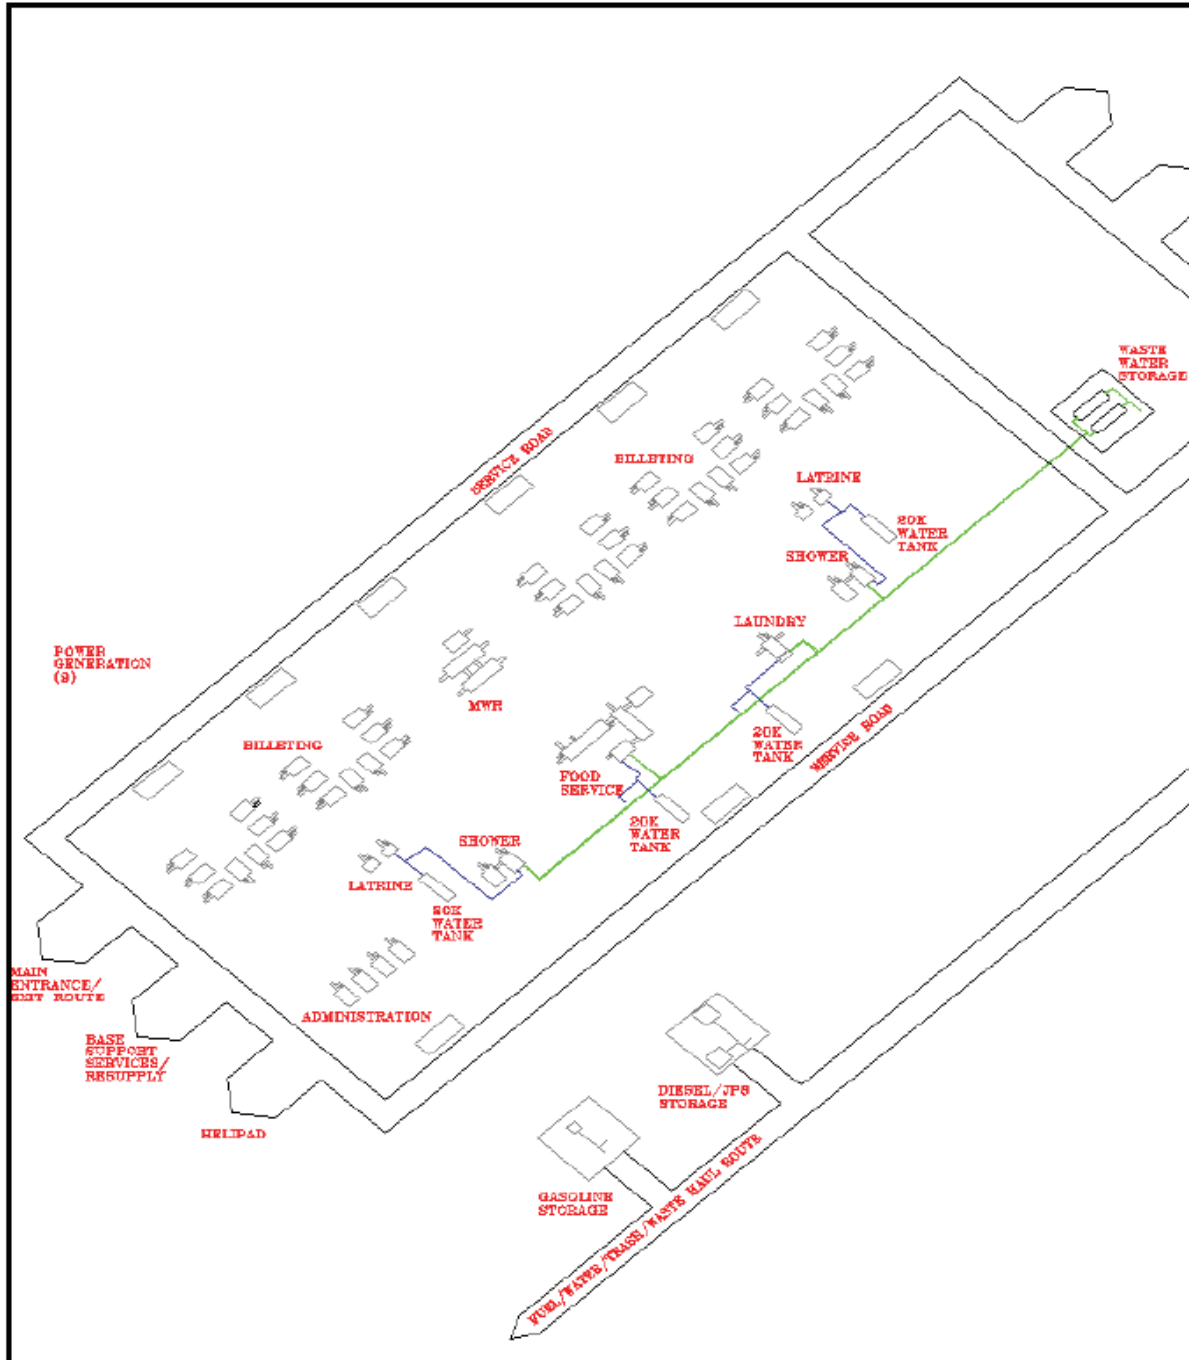 WASTE
WATER
STORAGE
SERVICE ROAD
BILLETING
LATRINE
20K
WATER
TANK
SHOWER
LAUNDRY
POWER
GENERATION
(9)
MWR
20K
WATER
TANK
SERVICE ROAD
BILLETING
FOOD
SERVICE
20K
WATER
TANK
SHOWER
LATRINE
20K
WATER
TANK
MAIN
ENTRANCE/
EXIT ROUTE
ADMINISTRATION
BASE
SUPPORT
SERVICES/
RESUPPLY
DIESEL/JP8
STORAGE
HELIPAD
GASOLINE
STORAGE
FUEL/WATER/TRASH/WASTE HAUL ROUTE